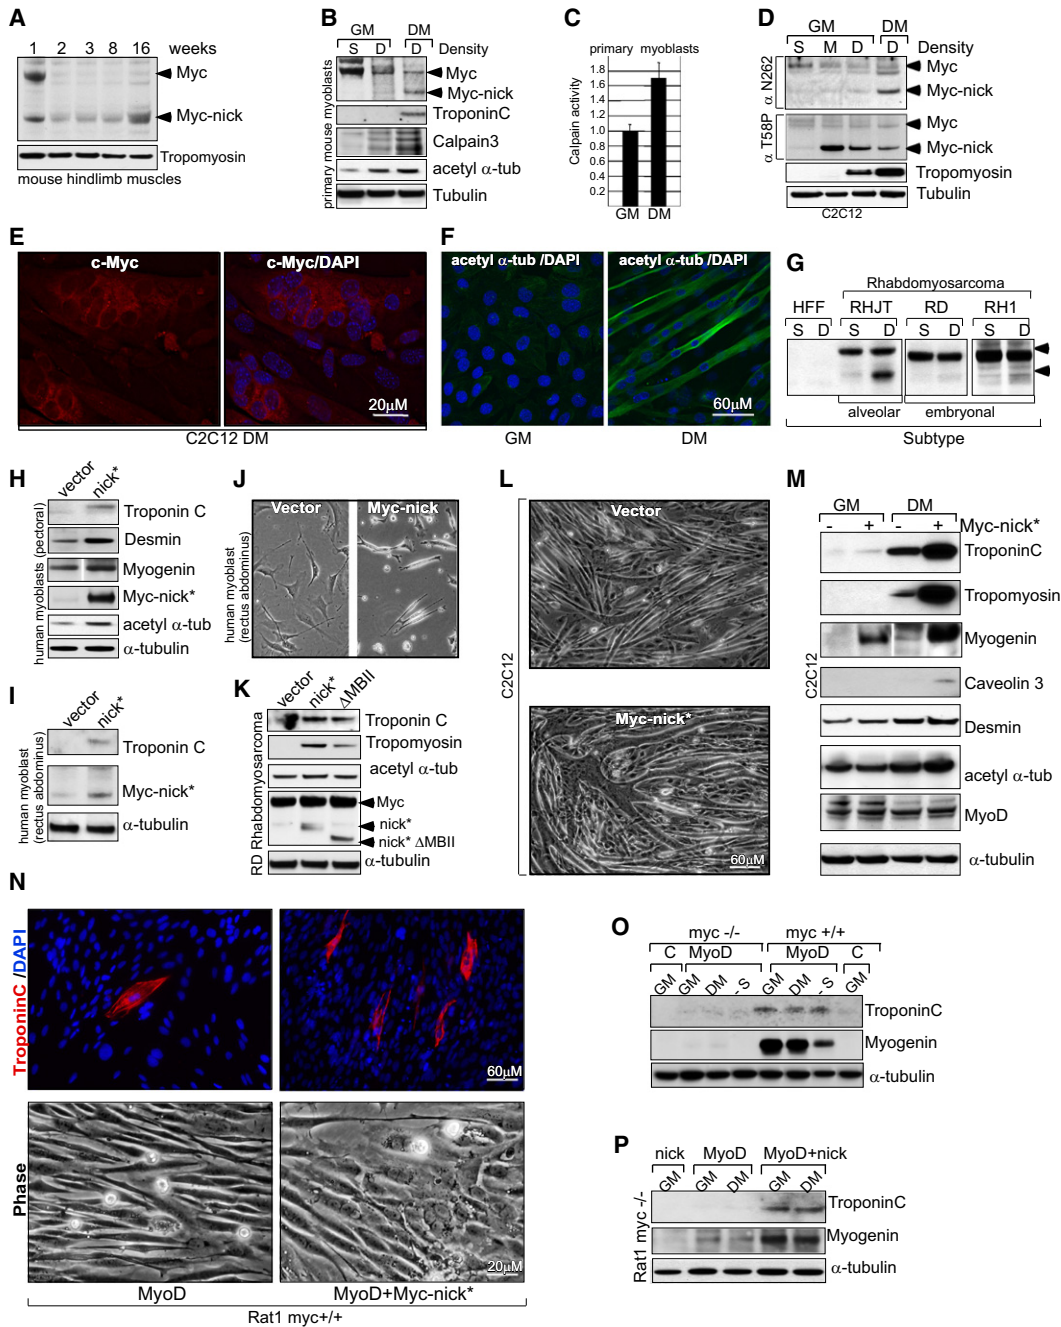 A
1 2 3 8 16 weeks
Myc
Myc-nick
Tropomyosin
mouse hindlimb muscles
B
GM DM
S D D Density
primary mouse myoblasts
Myc
Myc-nick
TroponinC
Calpain3
acetyl α-tub
Tubulin
C
primary myoblasts
Calpain activity
1.8
1.6
1.4
1.2
1.0
0.8
0.6
0.4
0.2
GM DM
D
GM DM
S M D D Density
α N262
Myc
Myc-nick
α T58P
Myc
Myc-nick
Tropomyosin
Tubulin
C2C12
E
c-Myc
c-Myc/DAPI
20μM
C2C12 DM
F
acetyl α-tub /DAPI
acetyl α-tub /DAPI
60μM
GM DM
G
Rhabdomyosarcoma
HFF RHJT RD RH1
S D S D S D S D
alveolar embryonal
Subtype
H
vector nick*
human myoblasts (pectoral)
Troponin C
Desmin
Myogenin
Myc-nick*
acetyl α-tub
α-tubulin
I
vector nick*
human myoblast
(rectus abdominus)
Troponin C
Myc-nick*
α-tubulin
J
Vector Myc-nick
human myoblast
(rectus abdominus)
K
vector nick* ΔMBII
RD Rhabdomyosarcoma
Troponin C
Tropomyosin
acetyl α-tub
Myc
nick*
nick* ΔMBII
α-tubulin
L
C2C12
Vector
Myc-nick*
60μM
M
GM DM
- + - + Myc-nick*
C2C12
TroponinC
Tropomyosin
Myogenin
Caveolin 3
Desmin
acetyl α-tub
MyoD
α-tubulin
N
TroponinC /DAPI
60μM
Phase
20μM
MyoD MyoD+Myc-nick*
Rat1 myc+/+
O
myc -/- myc +/+
C MyoD MyoD C
GM GM DM - S GM DM - S GM
TroponinC
Myogenin
α-tubulin
P
nick MyoD MyoD+nick
GM GM DM GM DM
Rat1 myc -/-
TroponinC
Myogenin
α-tubulin